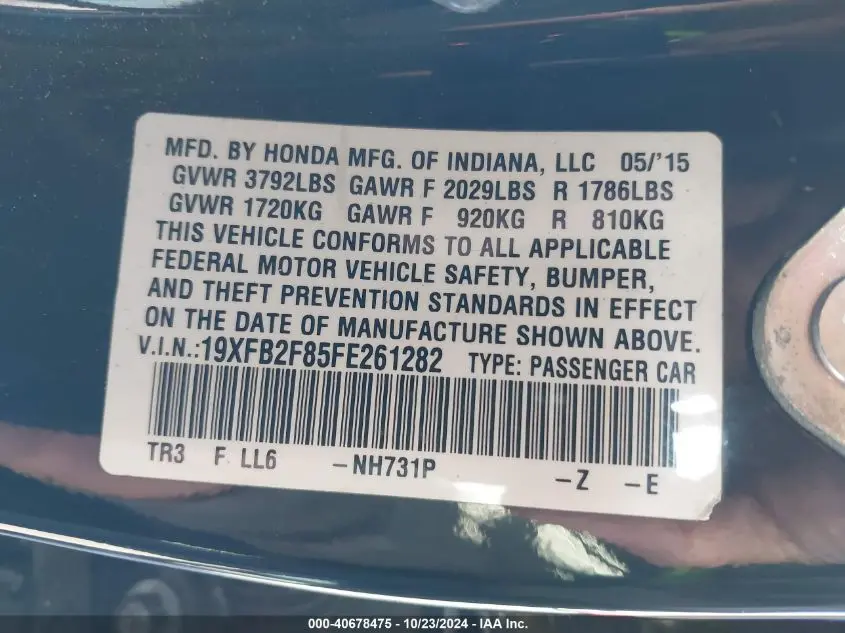 MFD. BY HONDA MFG. OF INDIANA, LLC 05/'15
GVWR 3792LBS GAWR F 2029LBS R 1786LBS
GVWR 1720KG GAWR F 920KG R 810KG
THIS VEHICLE CONFORMS TO ALL APPLICABLE
FEDERAL MOTOR VEHICLE SAFETY, BUMPER,
AND THEFT PREVENTION STANDARDS IN EFFECT
ON THE DATE OF MANUFACTURE SHOWN ABOVE.
V.I.N.:19XFB2F85FE261282 TYPE: PASSENGER CAR
TR3 F LL6 -NH731P -Z -E
000-40678475 - 10/23/2024 - IAA Inc.